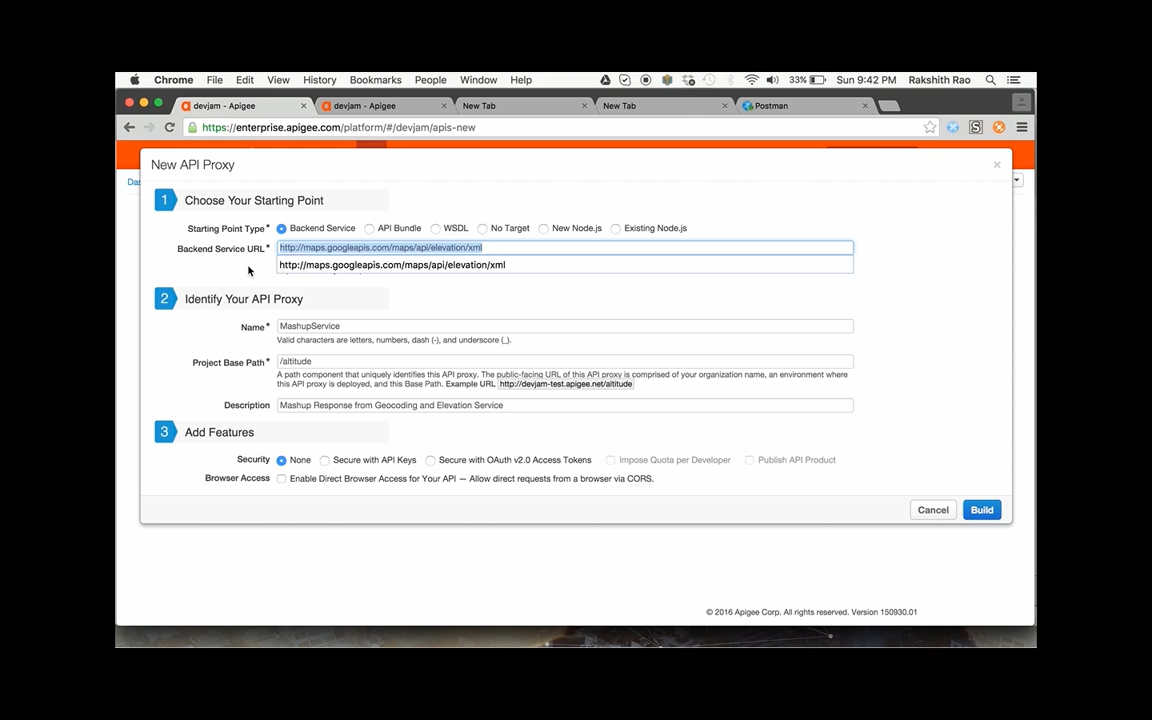 Chrome File Edit View History Bookmarks People Window Help 33% Sun 9:42 PM Rakshith Rao
devjam - Apigee × devjam - Apigee × New Tab × New Tab × Postman ×
https://enterprise.apigee.com/platform/#/devjam/apis-new
New API Proxy ×
Das
1 Choose Your Starting Point
Starting Point Type * Backend Service API Bundle WSDL No Target New Node.js Existing Node.js
Backend Service URL * http://maps.googleapis.com/maps/api/elevation/xml
http://maps.googleapis.com/maps/api/elevation/xml
2 Identify Your API Proxy
Name * MashupService
Valid characters are letters, numbers, dash (-), and underscore (_).
Project Base Path * /altitude
A path component that uniquely identifies this API proxy. The public-facing URL of this API proxy is comprised of your organization name, an environment where
this API proxy is deployed, and this Base Path. Example URL http://devjam-test.apigee.net/altitude
Description Mashup Response from Geocoding and Elevation Service
3 Add Features
Security None Secure with API Keys Secure with OAuth v2.0 Access Tokens Impose Quota per Developer Publish API Product
Browser Access Enable Direct Browser Access for Your API — Allow direct requests from a browser via CORS.
Cancel Build
© 2016 Apigee Corp. All rights reserved. Version 150930.01